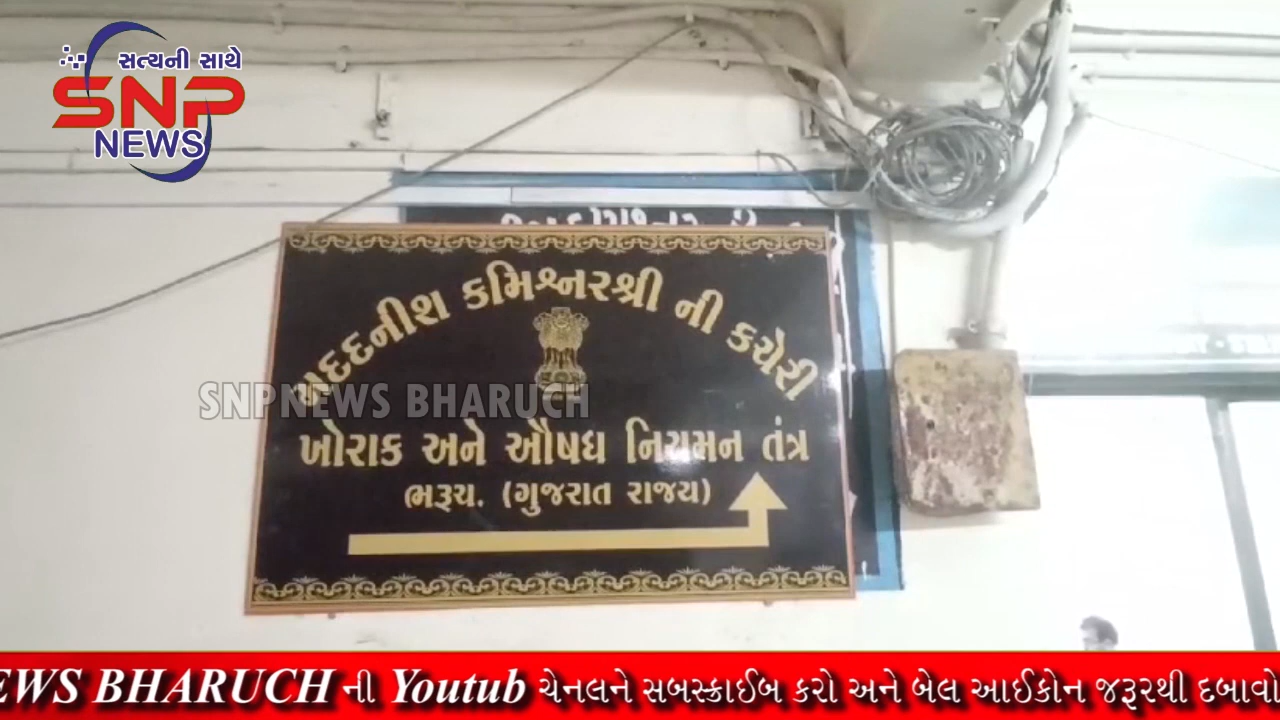 સત્યની સાથે
SNP
NEWS
મદદનીશ કમિશ્નરશ્રી ની કચેરી
SNPNEWS BHARUCH
ખોરાક અને ઔષધ નિયમન તંત્ર
ભરૂચ. (ગુજરાત રાજય)
EWS BHARUCH ની Youtub ચેનલને સબસ્ક્રાઈબ કરો અને બેલ આઈકોન જરૂરથી દબાવો